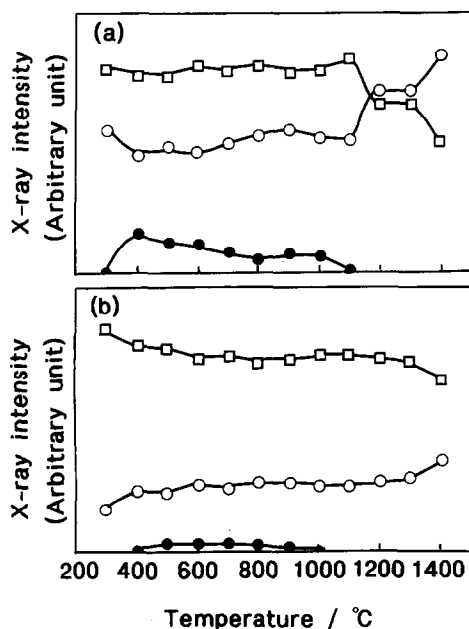 (a)
X-ray intensity
(Arbitrary unit)
(b)
X-ray intensity
(Arbitrary unit)
200 400 600 800 1000 1200 1400
Temperature / ℃